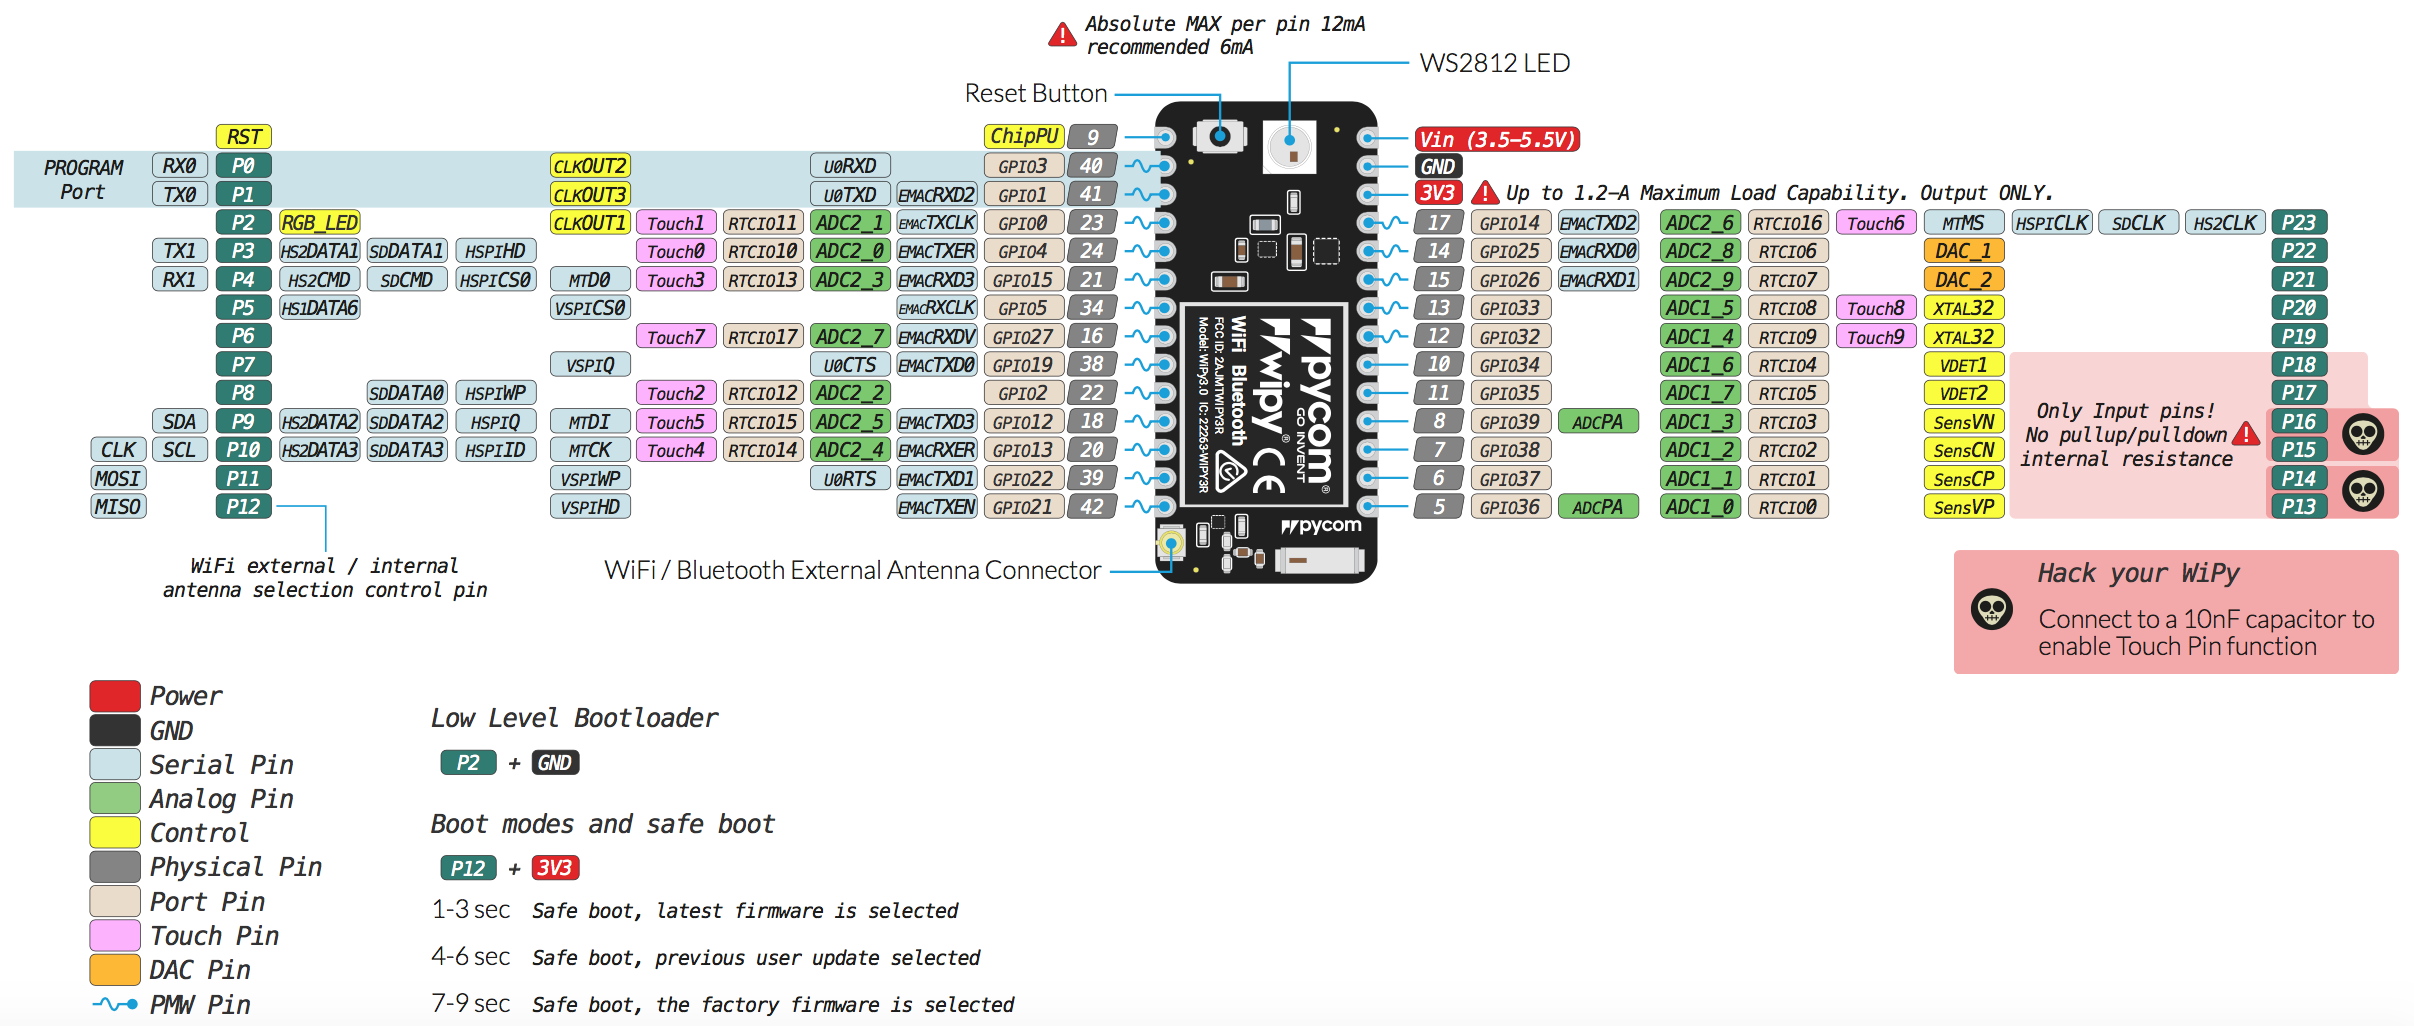 Absolute MAX per pin 12mA
recommended 6mA
WS2812 LED
Reset Button
RST ChipPU 9 Vin (3.5–5.5V)
PROGRAM Port RX0 P0 CLKOUT2 U0RXD GPIO3 40 GND
TX0 P1 CLKOUT3 U0TXD EMACRXD2 GPIO1 41 3V3 Up to 1.2–A Maximum Load Capability. Output ONLY.
P2 RGB_LED CLKOUT1 Touch1 RTCIO11 ADC2_1 EMACTXCLK GPIO0 23 17 GPIO14 EMACTXD2 ADC2_6 RTCIO16 Touch6 MTMS HSPICLK SDCLK HS2CLK P23
TX1 P3 HS2DATA1 SDDATA1 HSPIHD Touch0 RTCIO10 ADC2_0 EMACTXER GPIO4 24 14 GPIO25 EMACRXD0 ADC2_8 RTCIO6 DAC_1 P22
RX1 P4 HS2CMD SDCMD HSPICS0 MTDO Touch3 RTCIO13 ADC2_3 EMACRXD3 GPIO15 21 15 GPIO26 EMACRXD1 ADC2_9 RTCIO7 DAC_2 P21
P5 HS1DATA6 VSPICS0 EMACRXCLK GPIO5 34 13 GPIO33 ADC1_5 RTCIO8 Touch8 XTAL32 P20
P6 Touch7 RTCIO17 ADC2_7 EMACRXDV GPIO27 16 12 GPIO32 ADC1_4 RTCIO9 Touch9 XTAL32 P19
P7 VSPIQ U0CTS EMACTXD0 GPIO19 38 10 GPIO34 ADC1_6 RTCIO4 VDET1 P18
P8 SDDATA0 HSPIWP Touch2 RTCIO12 ADC2_2 GPIO2 22 11 GPIO35 ADC1_7 RTCIO5 VDET2 P17
SDA P9 HS2DATA2 SDDATA2 HSPIQ MTDI Touch5 RTCIO15 ADC2_5 EMACTXD3 GPIO12 18 8 GPIO39 ADCPA ADC1_3 RTCIO3 SensVN P16
CLK SCL P10 HS2DATA3 SDDATA3 HSPIID MTCK Touch4 RTCIO14 ADC2_4 EMACRXER GPIO13 20 7 GPIO38 ADC1_2 RTCIO2 SensCN P15
MOSI P11 VSPIWP U0RTS EMACTXD1 GPIO22 39 6 GPIO37 ADC1_1 RTCIO1 SensCP P14
MISO P12 VSPIHD EMACTXEN GPIO21 42 5 GPIO36 ADCPA ADC1_0 RTCIO0 SensVP P13
Only Input pins!
No pullup/pulldown
internal resistance
pycom®
GO INVENT
wipy®
CE
WiFi Bluetooth
FCC ID: 2AJMTWIPY3R
Model: WiPy3.0 IC: 22263-WIPY3R
pycom
WiFi external / internal
antenna selection control pin
WiFi / Bluetooth External Antenna Connector
Hack your WiPy
Connect to a 10nF capacitor to
enable Touch Pin function
Power
GND
Serial Pin
Analog Pin
Control
Physical Pin
Port Pin
Touch Pin
DAC Pin
PMW Pin
Low Level Bootloader
P2 + GND
Boot modes and safe boot
P12 + 3V3
1-3 sec Safe boot, latest firmware is selected
4-6 sec Safe boot, previous user update selected
7-9 sec Safe boot, the factory firmware is selected